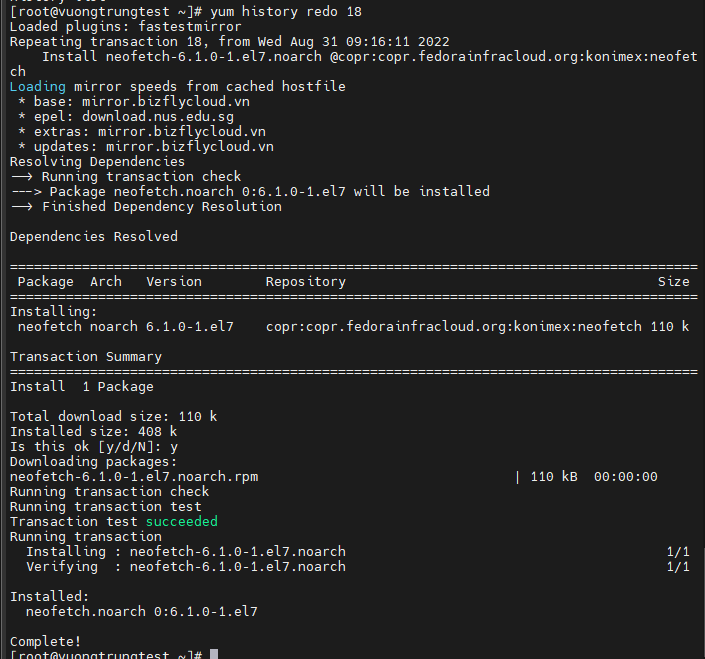 [root@vuongtrungtest ~]# yum history redo 18
Loaded plugins: fastestmirror
Repeating transaction 18, from Wed Aug 31 09:16:11 2022
    Install neofetch-6.1.0-1.el7.noarch @copr:copr.fedorainfracloud.org:konimex:neofet
ch
Loading mirror speeds from cached hostfile
 * base: mirror.bizflycloud.vn
 * epel: download.nus.edu.sg
 * extras: mirror.bizflycloud.vn
 * updates: mirror.bizflycloud.vn
Resolving Dependencies
--> Running transaction check
---> Package neofetch.noarch 0:6.1.0-1.el7 will be installed
--> Finished Dependency Resolution

Dependencies Resolved

======================================================================================
 Package  Arch   Version        Repository                                       Size
======================================================================================
Installing:
 neofetch noarch 6.1.0-1.el7    copr:copr.fedorainfracloud.org:konimex:neofetch 110 k

Transaction Summary
======================================================================================
Install  1 Package

Total download size: 110 k
Installed size: 408 k
Is this ok [y/d/N]: y
Downloading packages:
neofetch-6.1.0-1.el7.noarch.rpm                                | 110 kB  00:00:00
Running transaction check
Running transaction test
Transaction test succeeded
Running transaction
  Installing : neofetch-6.1.0-1.el7.noarch                                        1/1
  Verifying  : neofetch-6.1.0-1.el7.noarch                                        1/1

Installed:
  neofetch.noarch 0:6.1.0-1.el7

Complete!
[root@vuongtrungtest ~]#